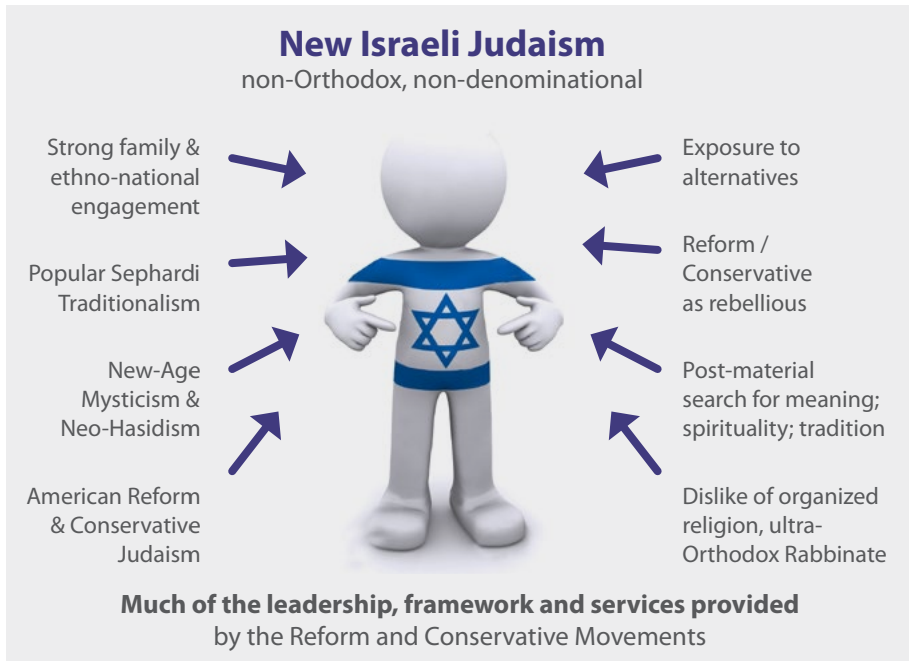 New Israeli Judaism
non-Orthodox, non-denominational
Strong family &
ethno-national
engagement
Popular Sephardi
Traditionalism
New-Age
Mysticism &
Neo-Hasidism
American Reform
& Conservative
Judaism
Exposure to
alternatives
Reform /
Conservative
as rebellious
Post-material
search for meaning;
spirituality; tradition
Dislike of organized
religion, ultra-
Orthodox Rabbinate
Much of the leadership, framework and services provided
by the Reform and Conservative Movements